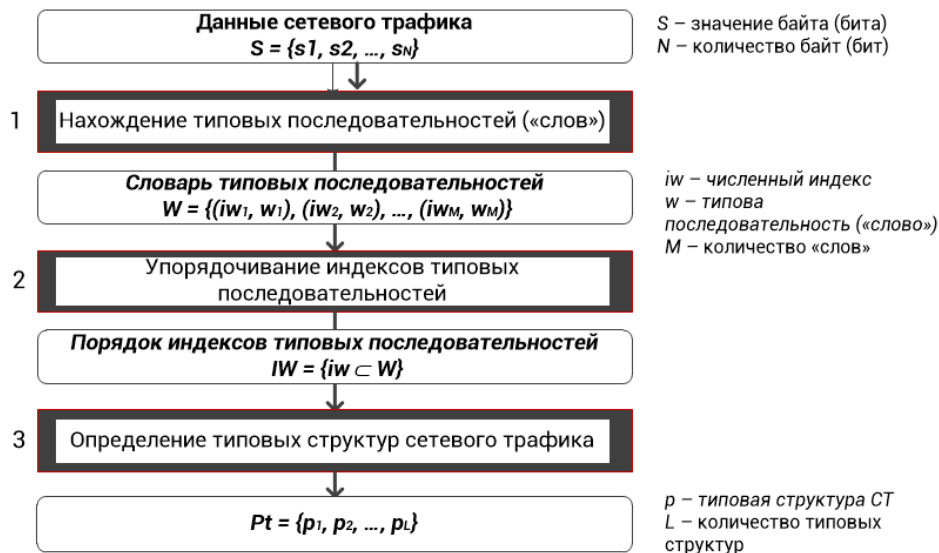 Данные сетевого трафика
S = {s1, s2, ..., sN}
S – значение байта (бита)
N – количество байт (бит)
1
Нахождение типовых последовательностей («слов»)
Словарь типовых последовательностей
W = {(iw1, w1), (iw2, w2), ..., (iwM, wM)}
iw – численный индекс
w – типова
последовательность («слово»)
M – количество «слов»
2
Упорядочивание индексов типовых
последовательностей
Порядок индексов типовых последовательностей
IW = {iw ⊂ W}
3
Определение типовых структур сетевого трафика
Pt = {p1, p2, ..., pL}
p – типовая структура СТ
L – количество типовых
структур